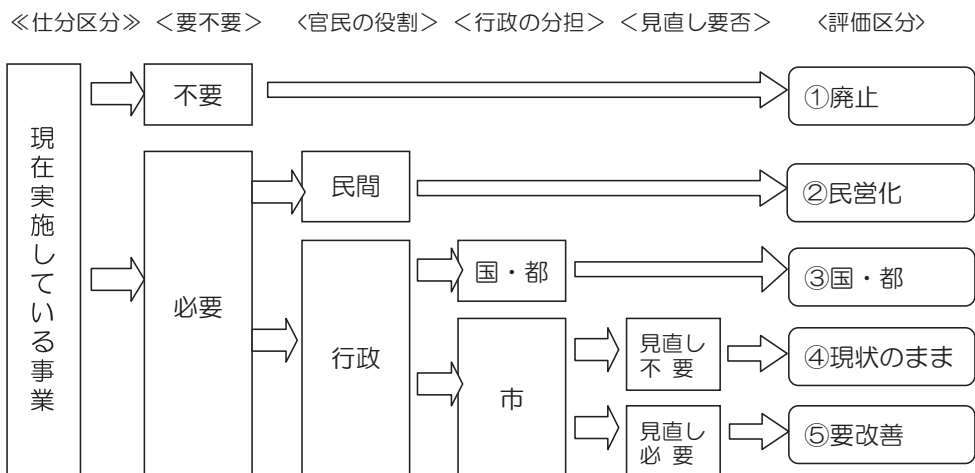 ≪仕分区分≫ <要不要> <官民の役割> <行政の分担> <見直し要否> <評価区分>
現在実施している事業
不要
①廃止
必要
民間
②民営化
行政
国・都
③国・都
市
見直し
不 要
④現状のまま
見直し
必 要
⑤要改善